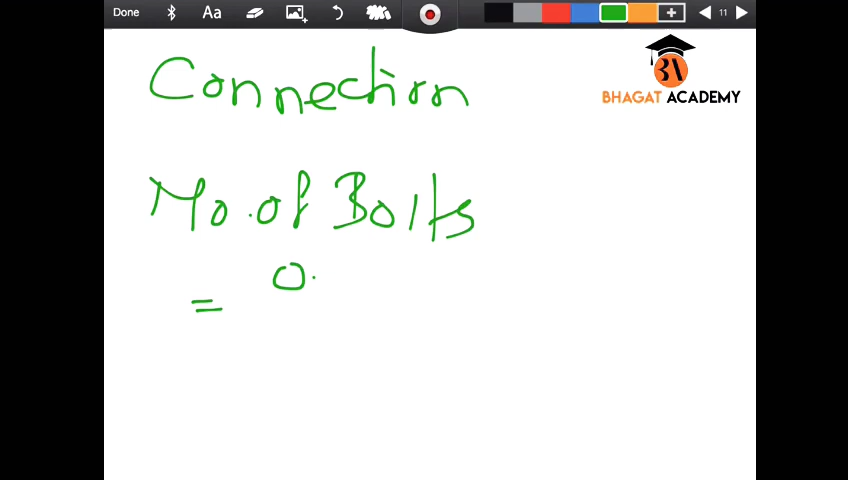 Done
Aa
11
BHAGAT ACADEMY
Connection
No. of Bolts
= 0.